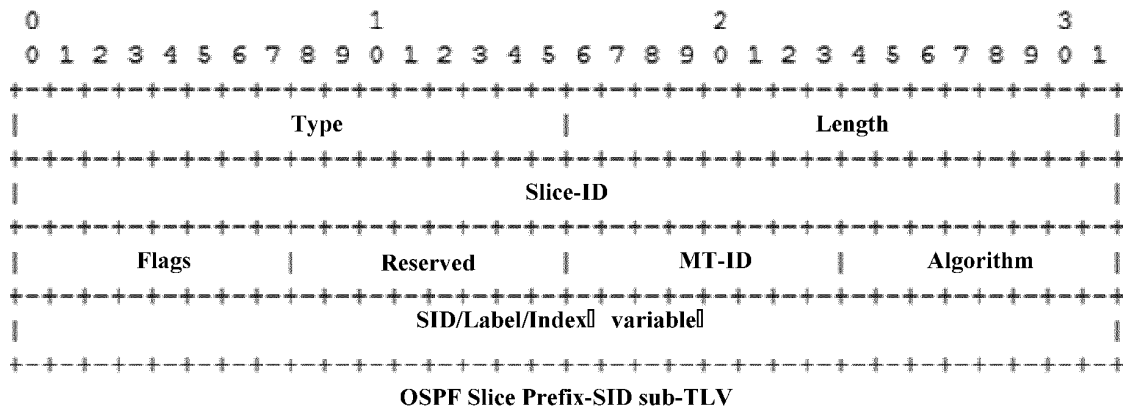 0 1 2 3
0 1 2 3 4 5 6 7 8 9 0 1 2 3 4 5 6 7 8 9 0 1 2 3 4 5 6 7 8 9 0 1
Type Length
Slice-ID
Flags Reserved MT-ID Algorithm
SID/Label/Index▯ variable▯
OSPF Slice Prefix-SID sub-TLV